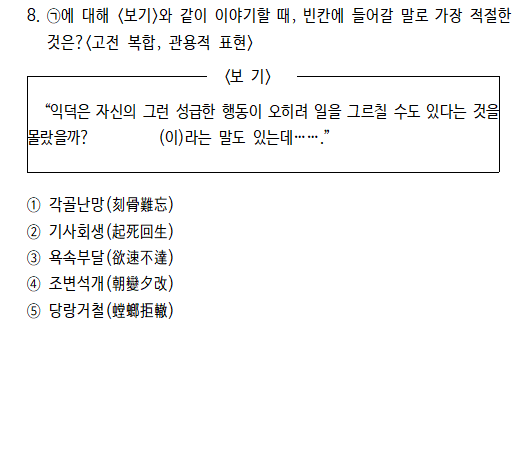 8. ㉠에 대해 〈보기〉와 같이 이야기할 때, 빈칸에 들어갈 말로 가장 적절한
것은?〈고전 복합, 관용적 표현〉
〈보 기〉
“익덕은 자신의 그런 성급한 행동이 오히려 일을 그르칠 수도 있다는 것을
몰랐을까? (이)라는 말도 있는데…….”
① 각골난망(刻骨難忘)
② 기사회생(起死回生)
③ 욕속부달(欲速不達)
④ 조변석개(朝變夕改)
⑤ 당랑거철(螳螂拒轍)